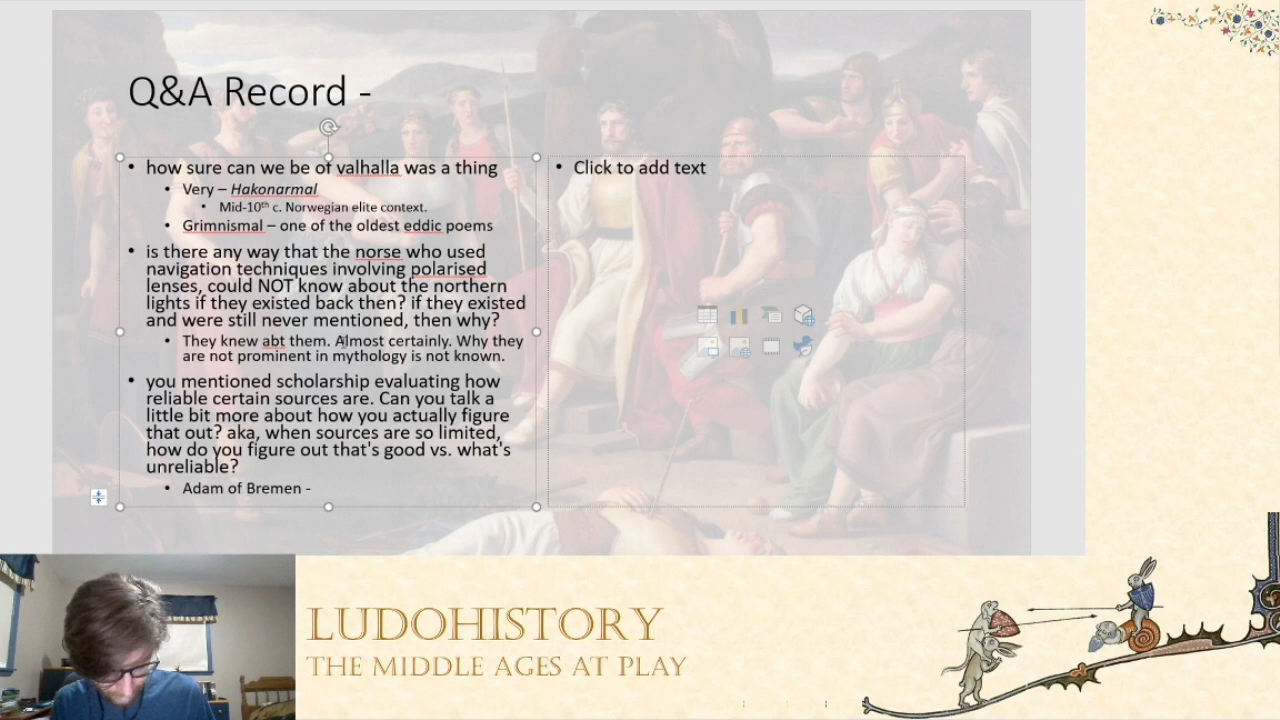 Q&A Record -
• how sure can we be of valhalla was a thing
• Very – Hakonarmal
• Mid-10th c. Norwegian elite context.
• Grimnismal – one of the oldest eddic poems
• is there any way that the norse who used
navigation techniques involving polarised
lenses, could NOT know about the northern
lights if they existed back then? if they existed
and were still never mentioned, then why?
• They knew abt them. Almost certainly. Why they
are not prominent in mythology is not known.
• you mentioned scholarship evaluating how
reliable certain sources are. Can you talk a
little bit more about how you actually figure
that out? aka, when sources are so limited,
how do you figure out that's good vs. what's
unreliable?
• Adam of Bremen -
• Click to add text
LUDOHISTORY
THE MIDDLE AGES AT PLAY